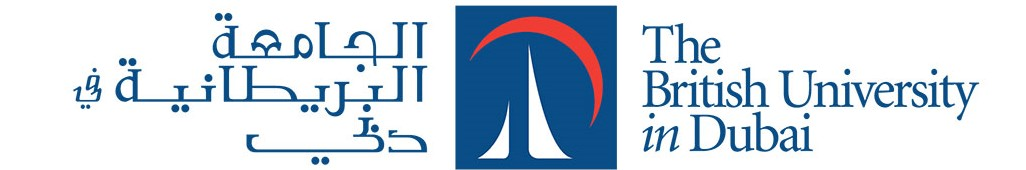 الجامعة
البريطانية في
دبي
The
British University
in Dubai